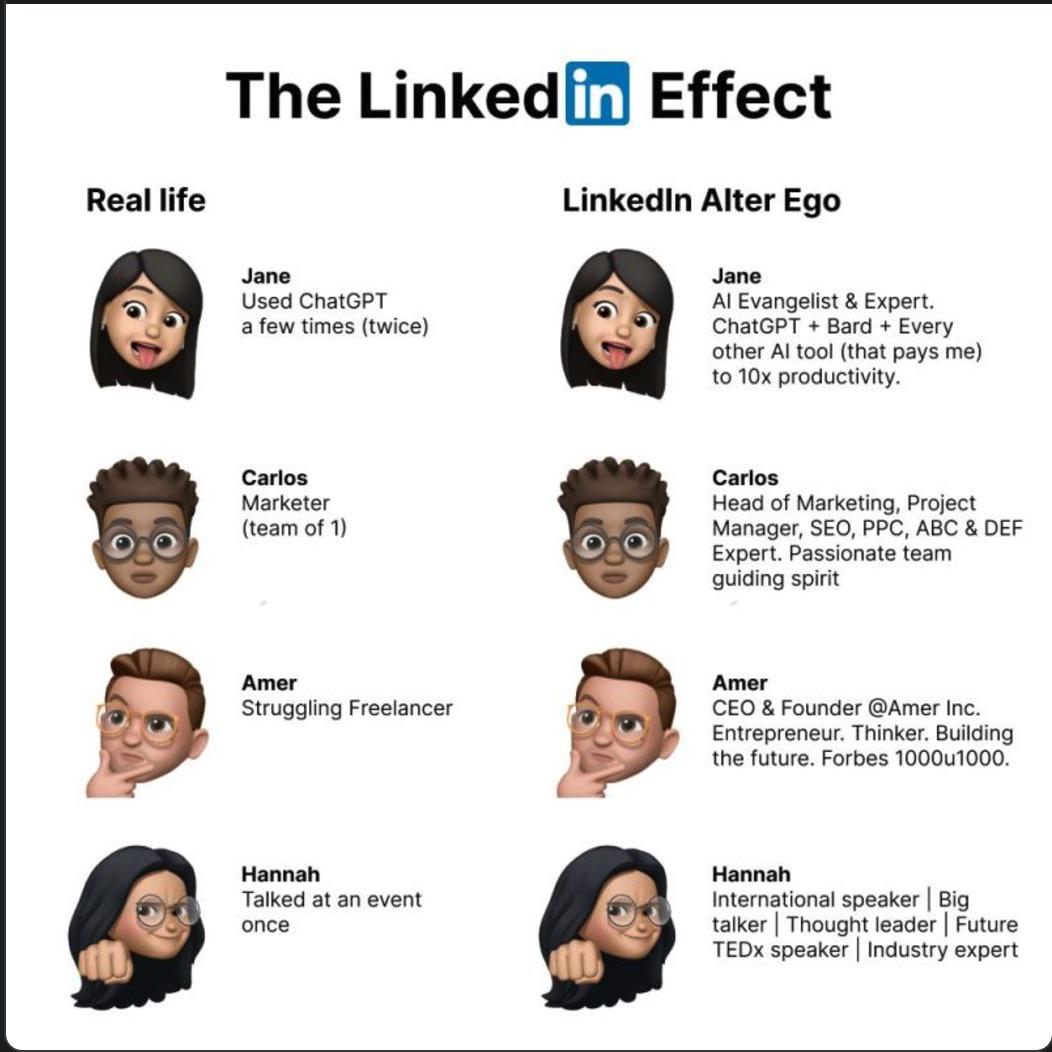 The Linkedin Effect
Real life
LinkedIn Alter Ego
Jane
Used ChatGPT
a few times (twice)
Jane
AI Evangelist & Expert.
ChatGPT + Bard + Every
other AI tool (that pays me)
to 10x productivity.
Carlos
Marketer
(team of 1)
Carlos
Head of Marketing, Project
Manager, SEO, PPC, ABC & DEF
Expert. Passionate team
guiding spirit
Amer
Struggling Freelancer
Amer
CEO & Founder @Amer Inc.
Entrepreneur. Thinker. Building
the future. Forbes 1000u1000.
Hannah
Talked at an event
once
Hannah
International speaker | Big
talker | Thought leader | Future
TEDx speaker | Industry expert